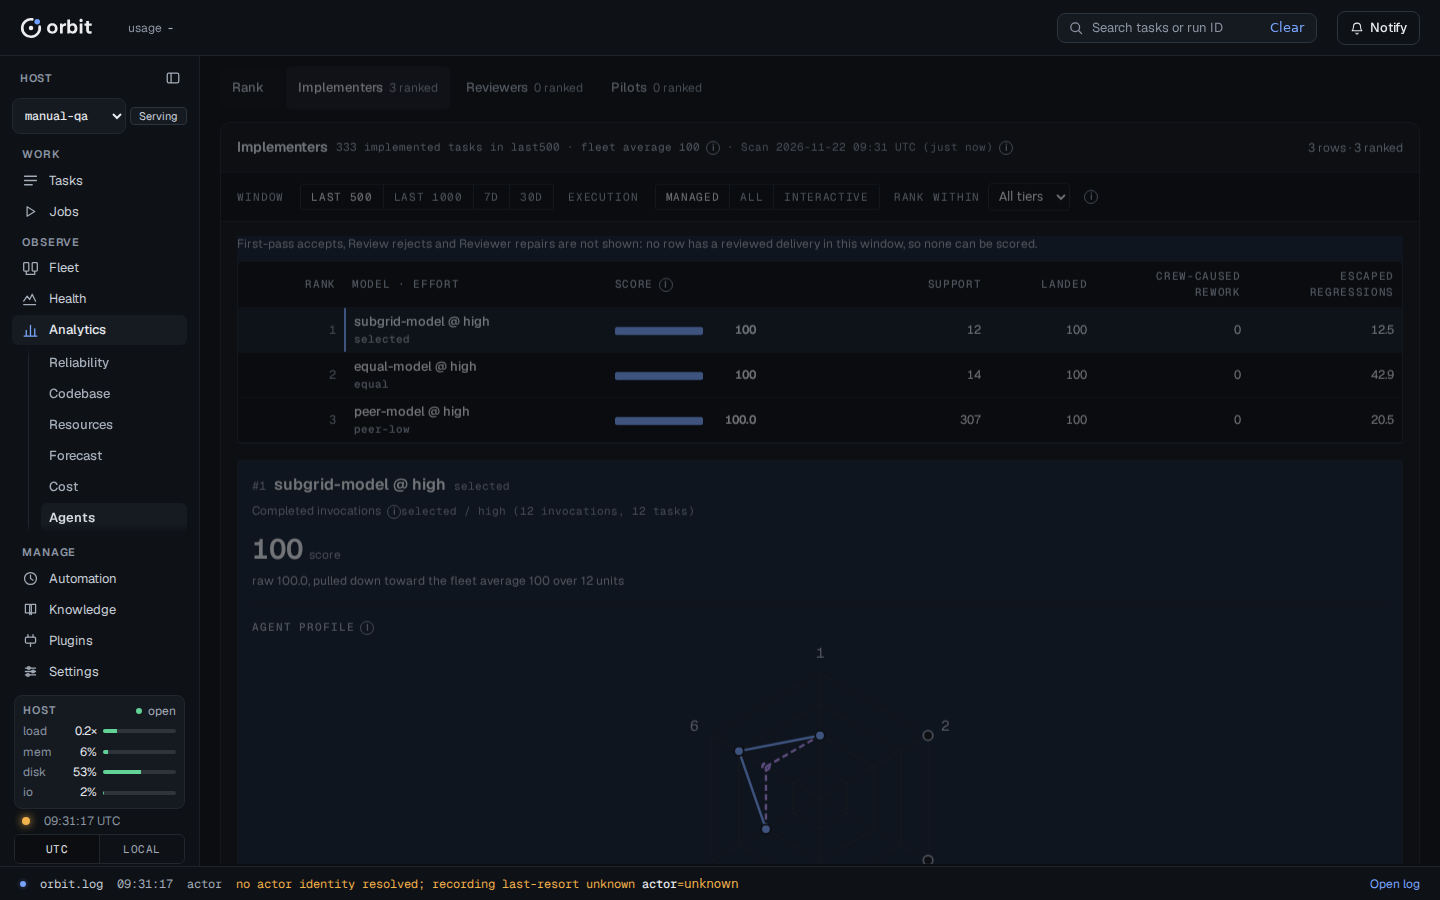 orbit
usage -
Search tasks or run ID
Clear
Notify
HOST
manual-qa
Serving
WORK
Tasks
Jobs
OBSERVE
Fleet
Health
Analytics
Reliability
Codebase
Resources
Forecast
Cost
Agents
MANAGE
Automation
Knowledge
Plugins
Settings
HOST open
load 0.2×
mem 6%
disk 53%
io 2%
09:31:17 UTC
UTC LOCAL
Rank Implementers 3 ranked Reviewers 0 ranked Pilots 0 ranked
Implementers 333 implemented tasks in last500 · fleet average 100 · Scan 2026-11-22 09:31 UTC (just now) 3 rows · 3 ranked
WINDOW LAST 500 LAST 1000 7D 30D EXECUTION MANAGED ALL INTERACTIVE RANK WITHIN All tiers
First-pass accepts, Review rejects and Reviewer repairs are not shown: no row has a reviewed delivery in this window, so none can be scored.
RANK MODEL · EFFORT SCORE SUPPORT LANDED CREW-CAUSED REWORK ESCAPED REGRESSIONS
1 subgrid-model @ high 100 12 100 0 12.5
selected
2 equal-model @ high 100 14 100 0 42.9
equal
3 peer-model @ high 100.0 307 100 0 20.5
peer-low
#1 subgrid-model @ high selected
Completed invocations selected / high (12 invocations, 12 tasks)
100 score
raw 100.0, pulled down toward the fleet average 100 over 12 units
AGENT PROFILE
1
6
2
orbit.log 09:31:17 actor no actor identity resolved; recording last-resort unknown actor=unknown Open log